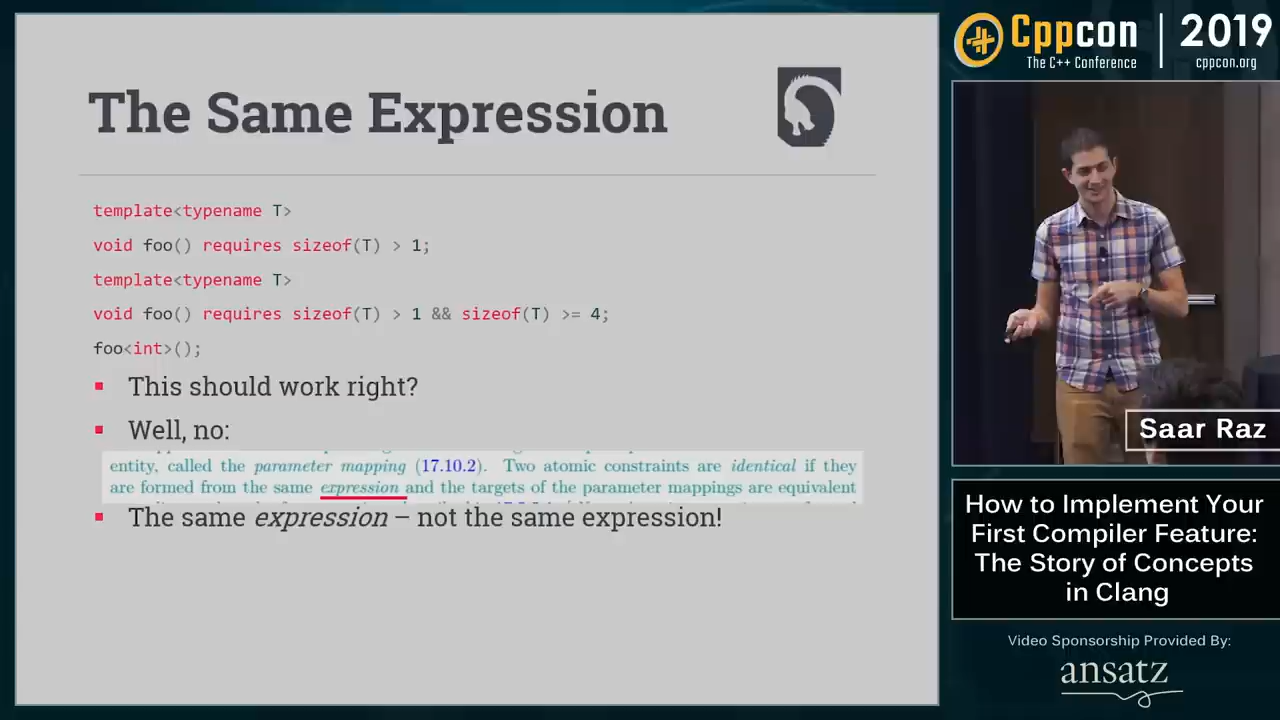 The Same Expression
template<typename T>
void foo() requires sizeof(T) > 1;
template<typename T>
void foo() requires sizeof(T) > 1 && sizeof(T) >= 4;
foo<int>();
This should work right?
Well, no:
entity, called the parameter mapping (17.10.2). Two atomic constraints are identical if they
are formed from the same expression and the targets of the parameter mappings are equivalent
The same expression – not the same expression!
Cppcon | 2019
The C++ Conference cppcon.org
Saar Raz
How to Implement Your
First Compiler Feature:
The Story of Concepts
in Clang
Video Sponsorship Provided By:
ansatz